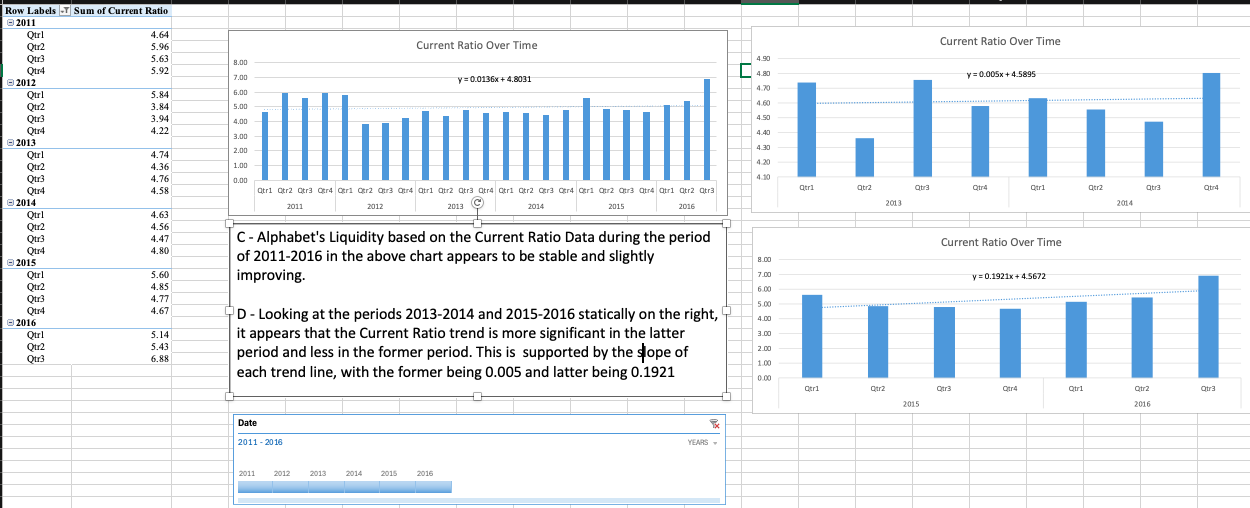 Row Labels Sum of Current Ratio
2011
Qtr1 4.64
Qtr2 5.96
Qtr3 5.63
Qtr4 5.92
2012
Qtr1 5.84
Qtr2 3.84
Qtr3 3.94
Qtr4 4.22
2013
Qtr1 4.74
Qtr2 4.36
Qtr3 4.76
Qtr4 4.58
2014
Qtr1 4.63
Qtr2 4.56
Qtr3 4.47
Qtr4 4.80
2015
Qtr1 5.60
Qtr2 4.85
Qtr3 4.77
Qtr4 4.67
2016
Qtr1 5.14
Qtr2 5.43
Qtr3 6.88
Current Ratio Over Time
y = 0.0136x + 4.8031
8.00
7.00
6.00
5.00
4.00
3.00
2.00
1.00
0.00
Qtr1 Qtr2 Qtr3 Qtr4 Qtr1 Qtr2 Qtr3 Qtr4 Qtr1 Qtr2 Qtr3 Qtr4 Qtr1 Qtr2 Qtr3 Qtr4 Qtr1 Qtr2 Qtr3 Qtr4 Qtr1 Qtr2 Qtr3
2011 2012 2013 2014 2015 2016
C - Alphabet's Liquidity based on the Current Ratio Data during the period
of 2011-2016 in the above chart appears to be stable and slightly
improving.
D - Looking at the periods 2013-2014 and 2015-2016 statically on the right,
it appears that the Current Ratio trend is more significant in the latter
period and less in the former period. This is  supported by the slope of
each trend line, with the former being 0.005 and latter being 0.1921
Date
2011 - 2016 YEARS
2011 2012 2013 2014 2015 2016
Current Ratio Over Time
y = 0.005x + 4.5895
4.90
4.80
4.70
4.60
4.50
4.40
4.30
4.20
4.10
Qtr1 Qtr2 Qtr3 Qtr4 Qtr1 Qtr2 Qtr3 Qtr4
2013 2014
Current Ratio Over Time
y = 0.1921x + 4.5672
8.00
7.00
6.00
5.00
4.00
3.00
2.00
1.00
0.00
Qtr1 Qtr2 Qtr3 Qtr4 Qtr1 Qtr2 Qtr3
2015 2016